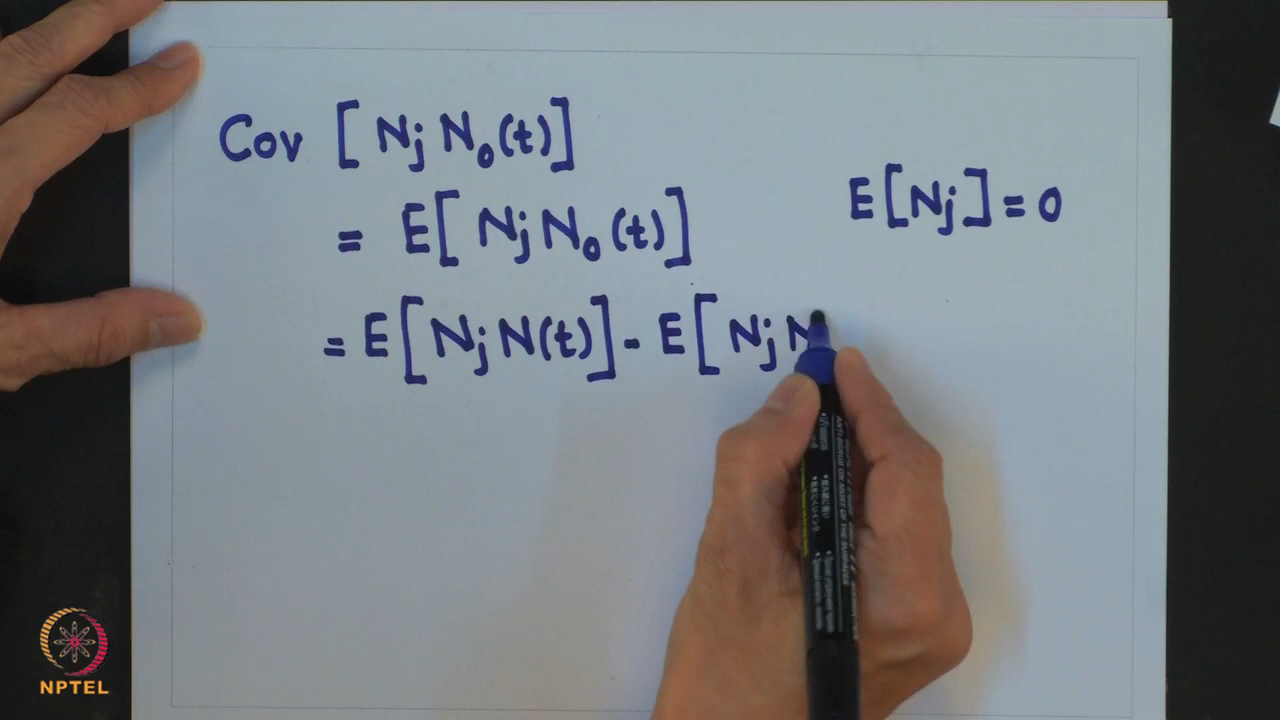 Cov [ Nj N₀(t)]
= E[ Nj N₀(t)]
E[Nj] = 0
= E[ Nj N(t)] - E[ Nj N
NPTEL